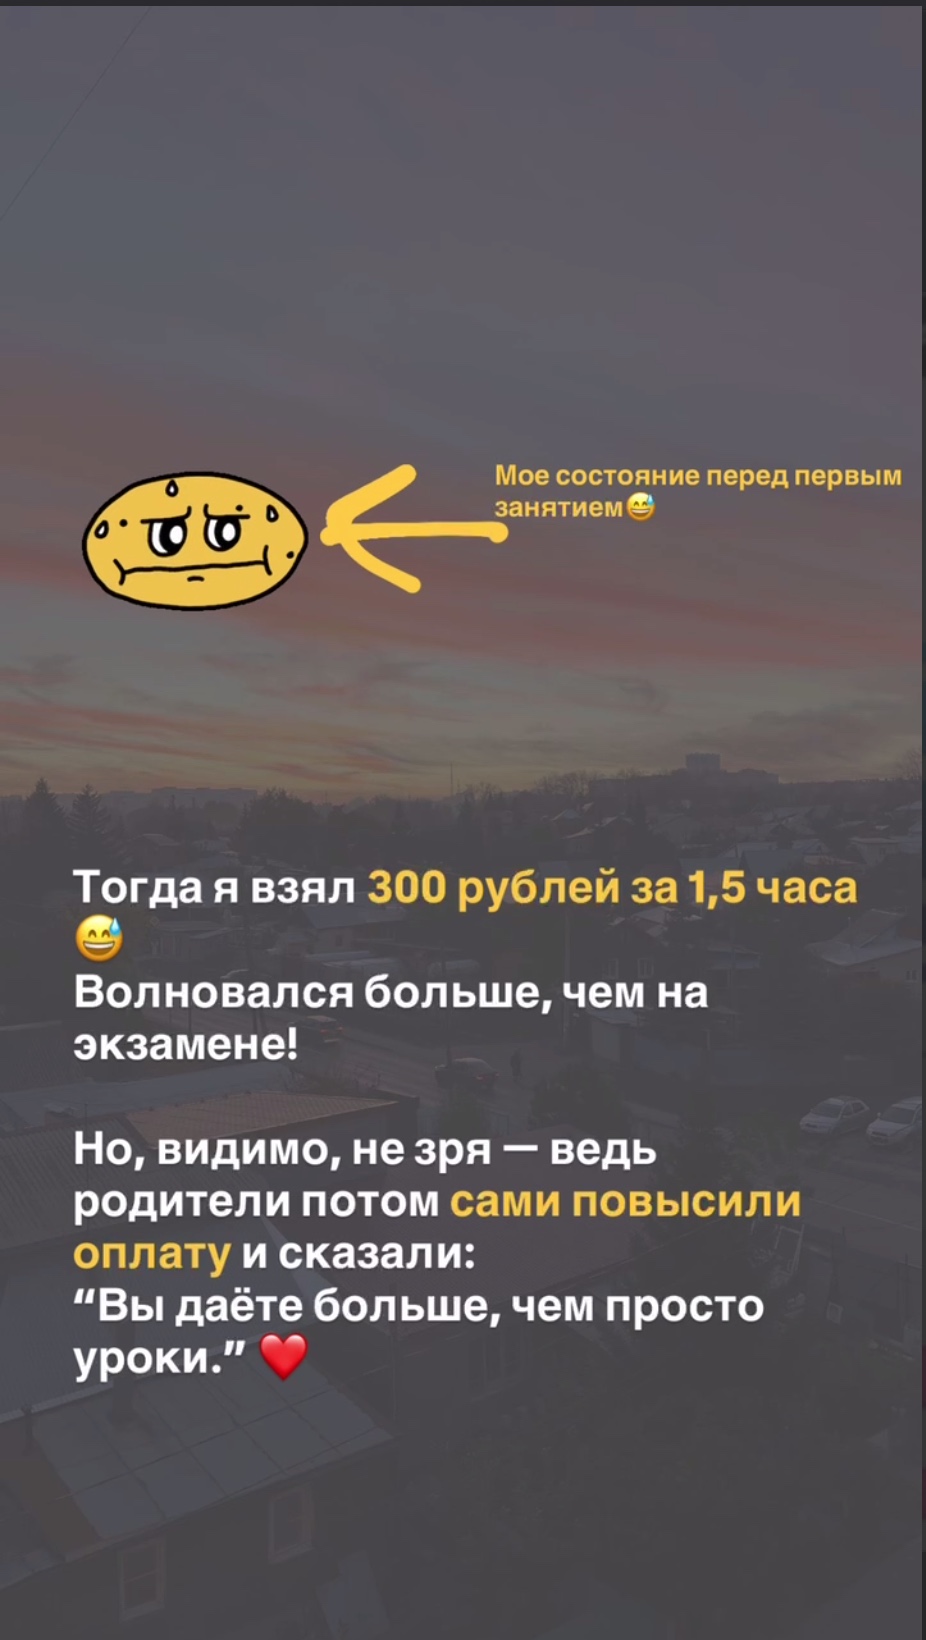 Мое состояние перед первым
занятием😅
Тогда я взял 300 рублей за 1,5 часа
😅
Волновался больше, чем на
экзамене!
Но, видимо, не зря — ведь
родители потом сами повысили
оплату и сказали:
“Вы даёте больше, чем просто
уроки.” ❤️